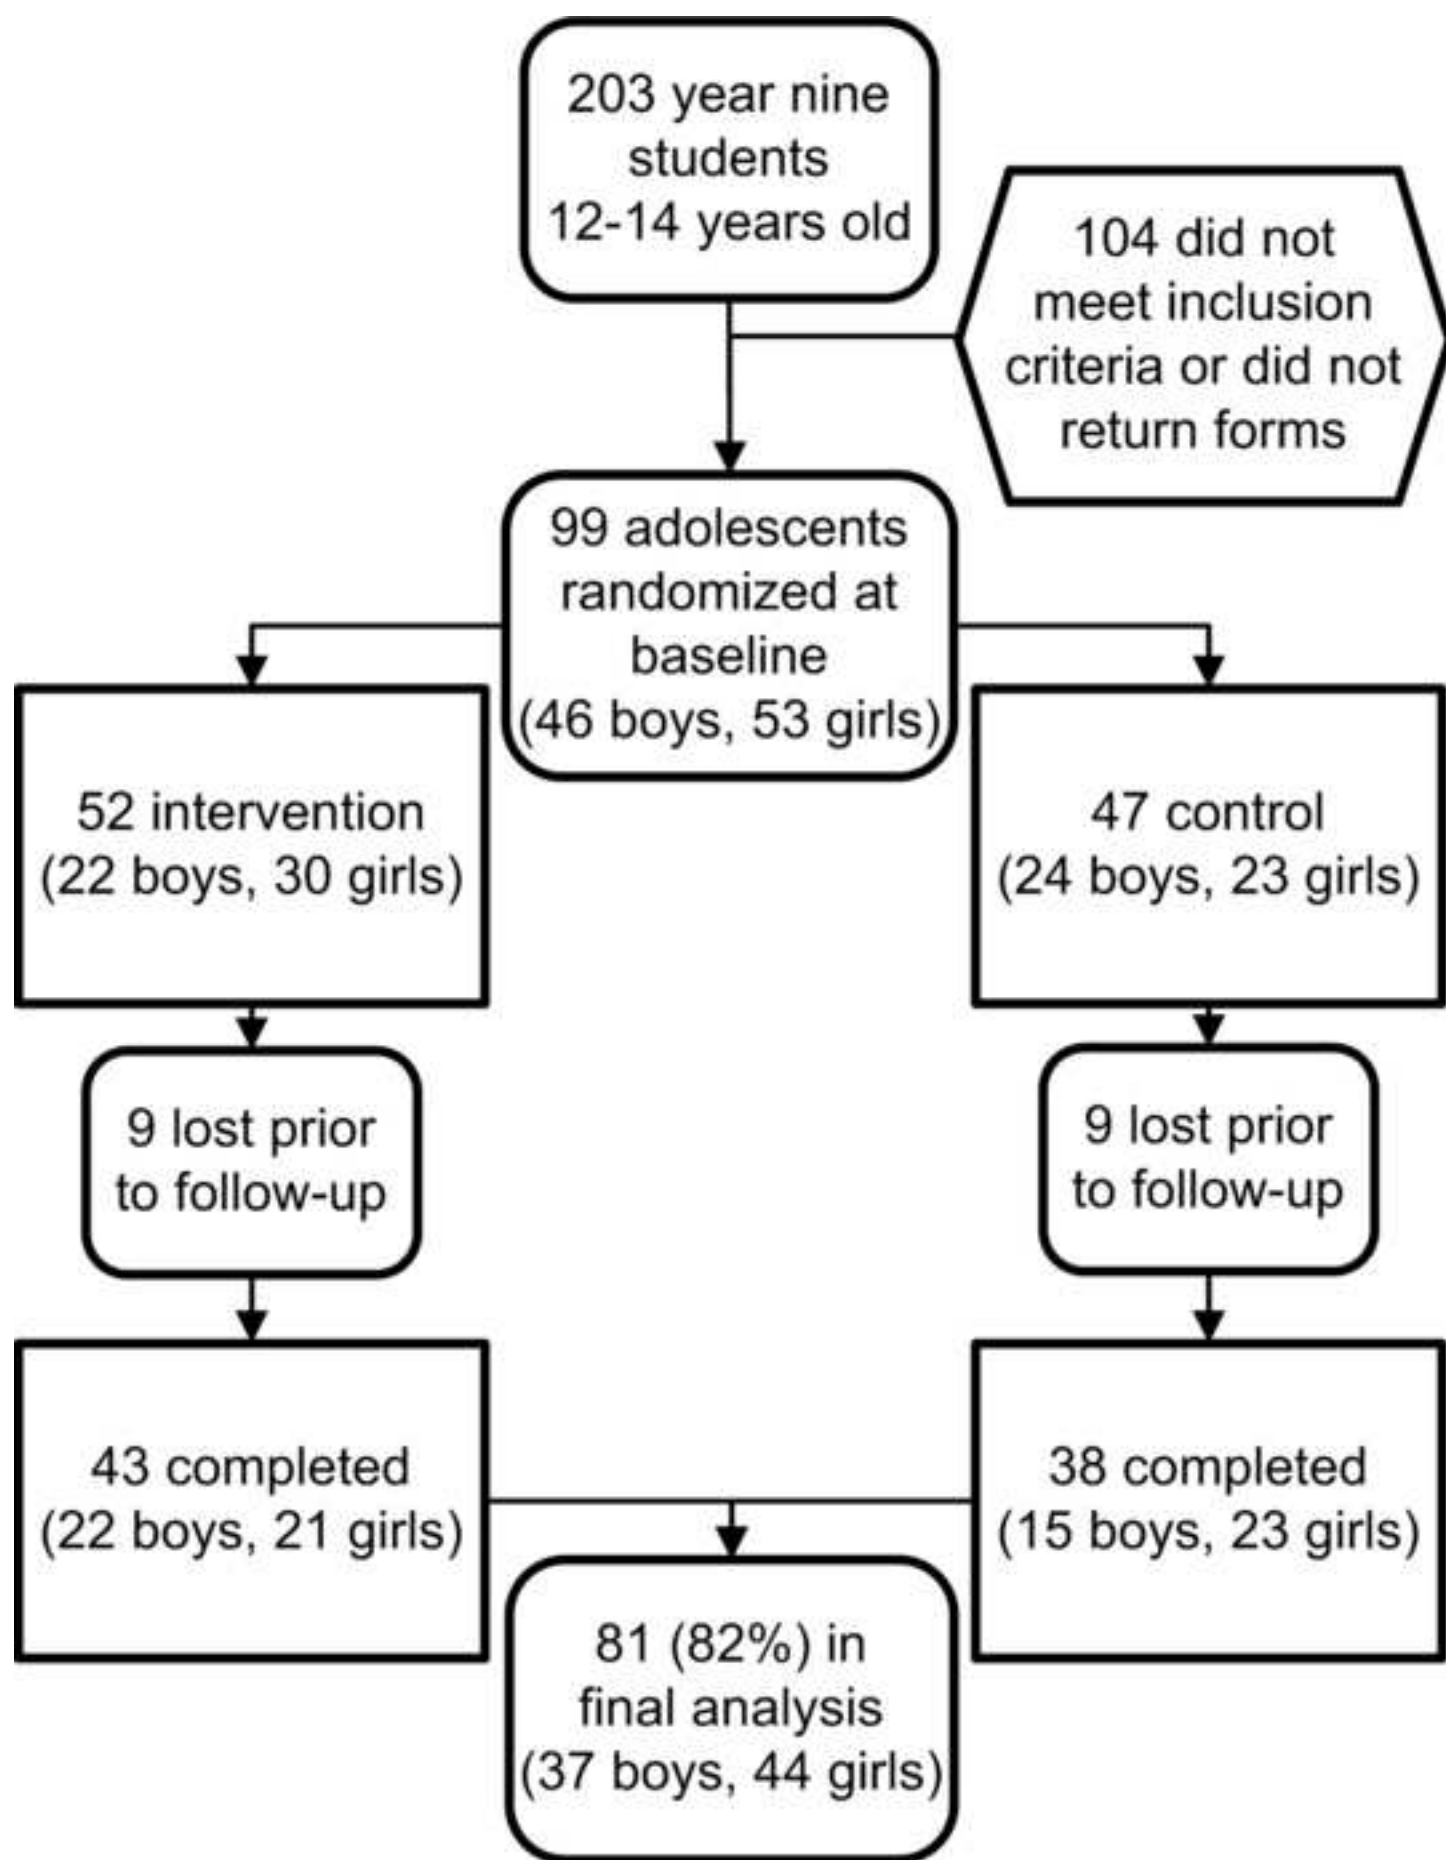 203 year nine
students
12-14 years old
104 did not
meet inclusion
criteria or did not
return forms
99 adolescents
randomized at
baseline
(46 boys, 53 girls)
52 intervention
(22 boys, 30 girls)
47 control
(24 boys, 23 girls)
9 lost prior
to follow-up
9 lost prior
to follow-up
43 completed
(22 boys, 21 girls)
38 completed
(15 boys, 23 girls)
81 (82%) in
final analysis
(37 boys, 44 girls)